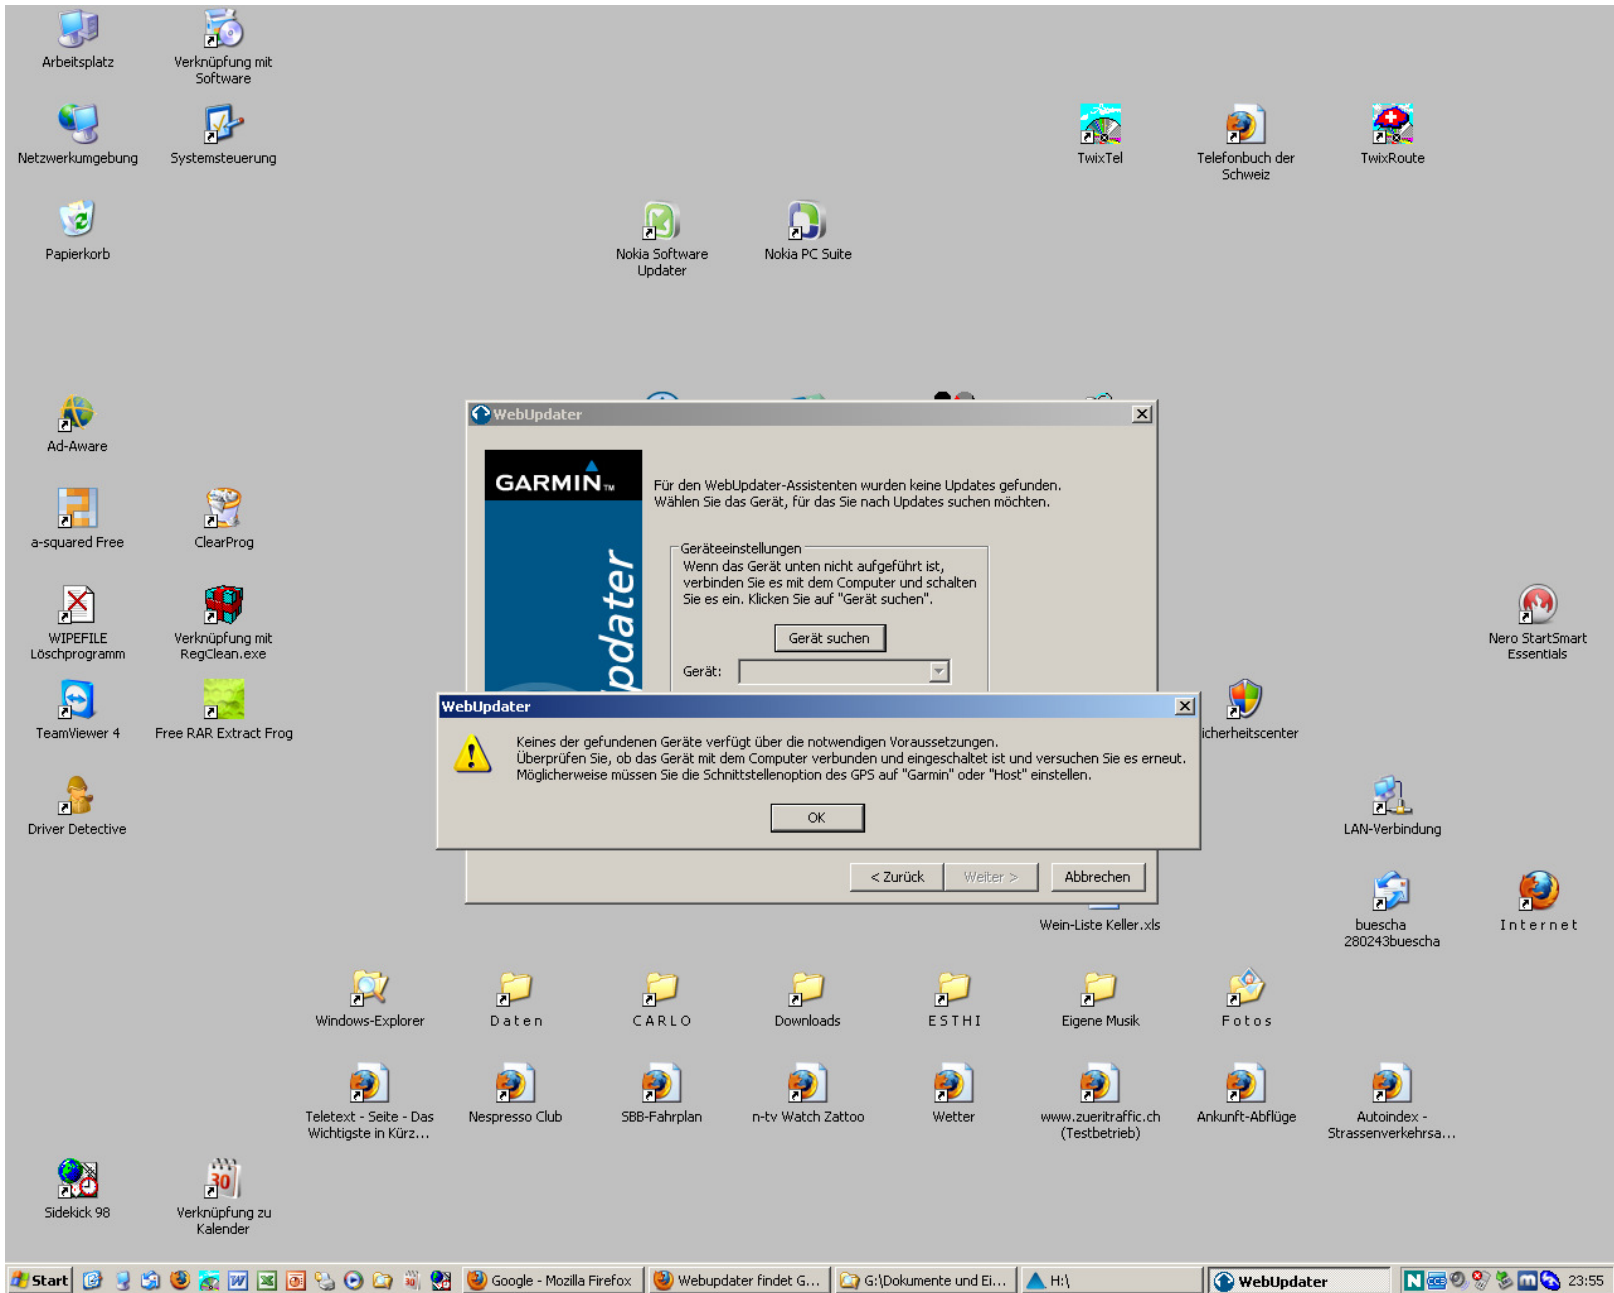 Arbeitsplatz
Verknüpfung mit
Software
Netzwerkumgebung
Systemsteuerung
TwixTel
Telefonbuch der
Schweiz
TwixRoute
Papierkorb
Nokia Software
Updater
Nokia PC Suite
Ad-Aware
a-squared Free
ClearProg
WIPEFILE
Löschprogramm
Verknüpfung mit
RegClean.exe
Nero StartSmart
Essentials
TeamViewer 4
Free RAR Extract Frog
icherheitscenter
Driver Detective
LAN-Verbindung
WebUpdater
GARMIN™
pdater
Für den WebUpdater-Assistenten wurden keine Updates gefunden.
Wählen Sie das Gerät, für das Sie nach Updates suchen möchten.
Geräteeinstellungen
Wenn das Gerät unten nicht aufgeführt ist,
verbinden Sie es mit dem Computer und schalten
Sie es ein. Klicken Sie auf "Gerät suchen".
Gerät suchen
Gerät:
WebUpdater
Keines der gefundenen Geräte verfügt über die notwendigen Voraussetzungen.
Überprüfen Sie, ob das Gerät mit dem Computer verbunden und eingeschaltet ist und versuchen Sie es erneut.
Möglicherweise müssen Sie die Schnittstellenoption des GPS auf "Garmin" oder "Host" einstellen.
OK
< Zurück
Weiter >
Abbrechen
Wein-Liste Keller.xls
buescha
280243buescha
Internet
Windows-Explorer
Daten
CARLO
Downloads
ESTHI
Eigene Musik
Fotos
Teletext - Seite - Das
Wichtigste in Kürz...
Nespresso Club
SBB-Fahrplan
n-tv Watch Zattoo
Wetter
www.zueritraffic.ch
(Testbetrieb)
Ankunft-Abflüge
Autoindex -
Strassenverkehrsa...
Sidekick 98
30
Verknüpfung zu
Kalender
Start
Google - Mozilla Firefox
Webupdater findet G...
G:\Dokumente und Ei...
H:\
WebUpdater
23:55